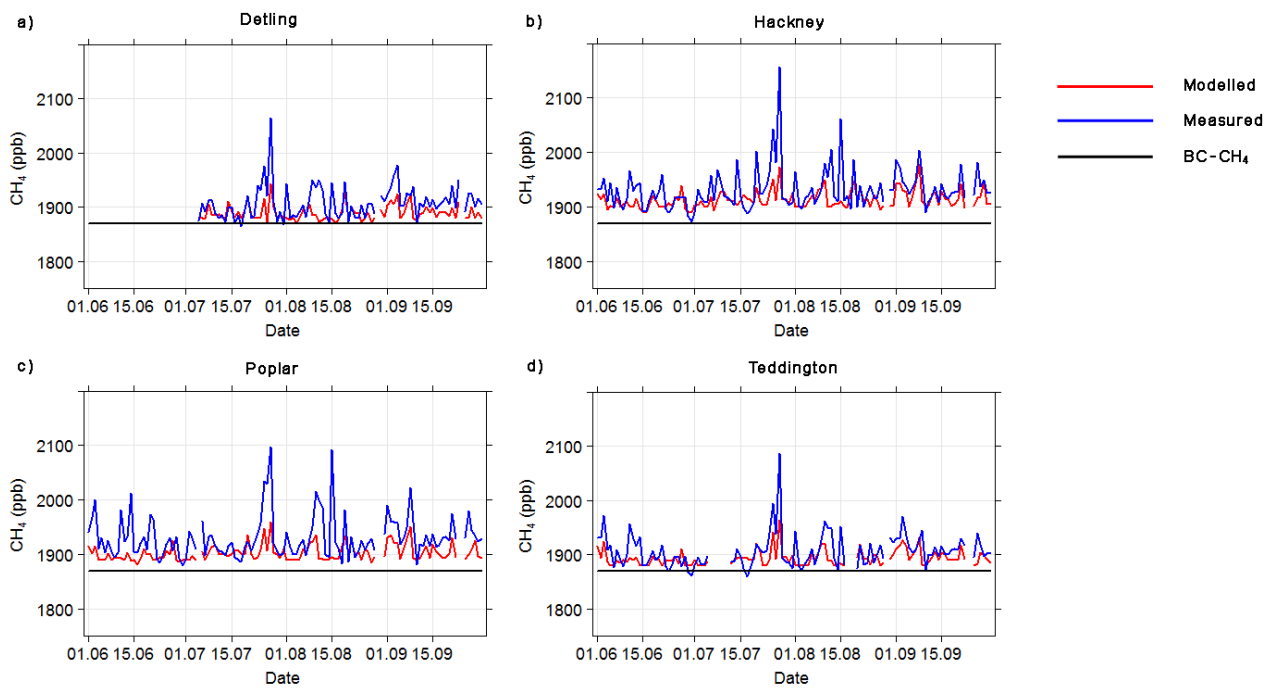 a) Detling
CH₄ (ppb)
2100
2000
1900
1800
01.06 15.06 01.07 15.07 01.08 15.08 01.09 15.09
Date
b) Hackney
CH₄ (ppb)
2100
2000
1900
1800
01.06 15.06 01.07 15.07 01.08 15.08 01.09 15.09
Date
Modelled
Measured
BC-CH₄
c) Poplar
CH₄ (ppb)
2100
2000
1900
1800
01.06 15.06 01.07 15.07 01.08 15.08 01.09 15.09
Date
d) Teddington
CH₄ (ppb)
2100
2000
1900
1800
01.06 15.06 01.07 15.07 01.08 15.08 01.09 15.09
Date